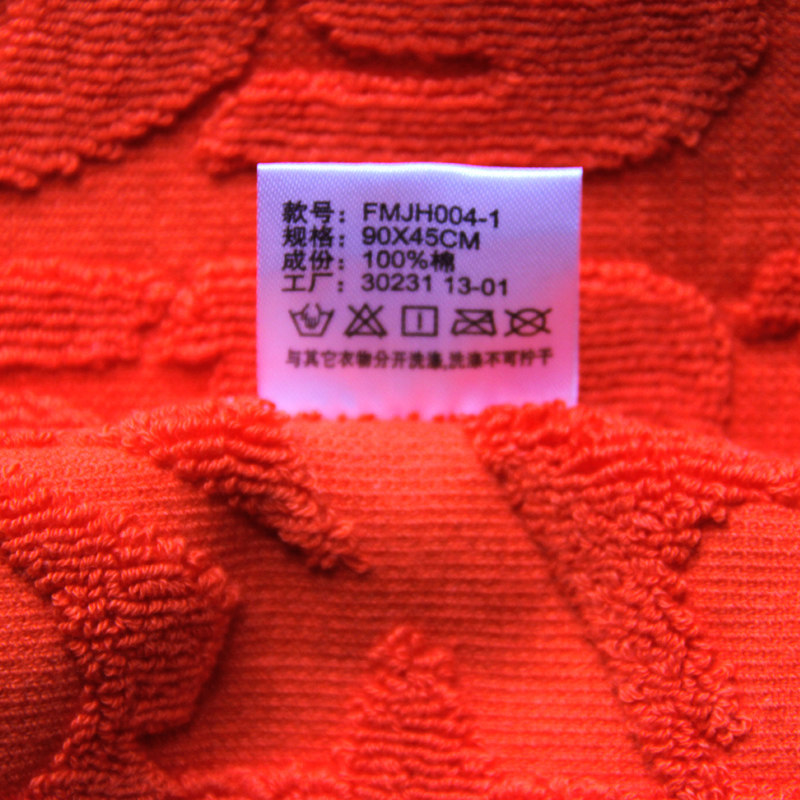 款号: FMJH004-1
规格: 90X45CM
成份: 100%棉
工厂: 30231 13-01
与其它衣物分开洗涤,洗涤不可拧干